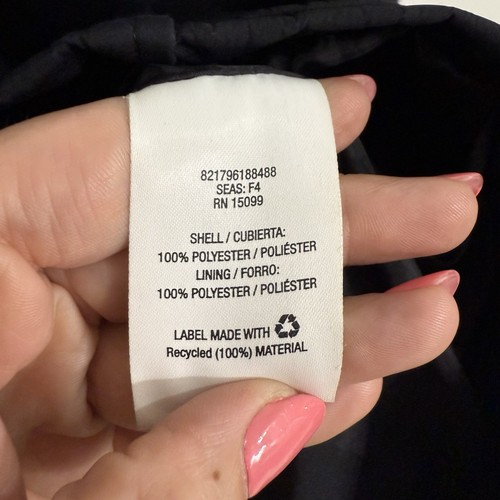 821796188488
SEAS: F4
RN 15099
SHELL / CUBIERTA:
100% POLYESTER / POLIÉSTER
LINING / FORRO:
100% POLYESTER / POLIÉSTER
LABEL MADE WITH
Recycled (100%) MATERIAL